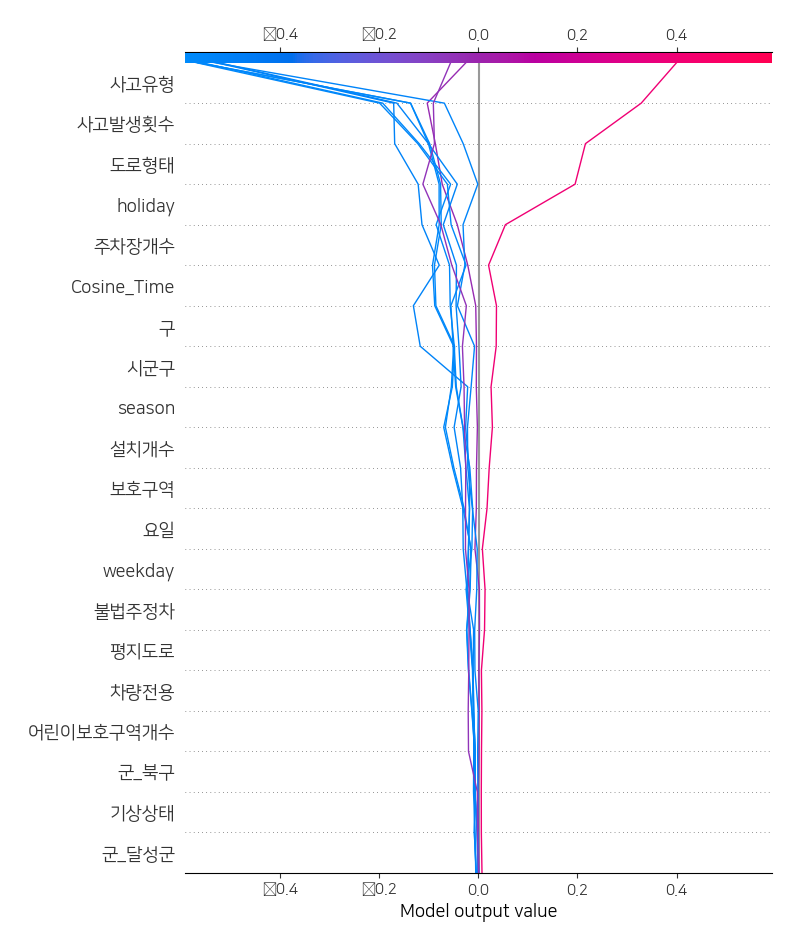 ☒0.4 ☒0.2 0.0 0.2 0.4
사고유형
사고발생횟수
도로형태
holiday
주차장개수
Cosine_Time
구
시군구
season
설치개수
보호구역
요일
weekday
불법주정차
평지도로
차량전용
어린이보호구역개수
군_북구
기상상태
군_달성군
☒0.4 ☒0.2 0.0 0.2 0.4
Model output value